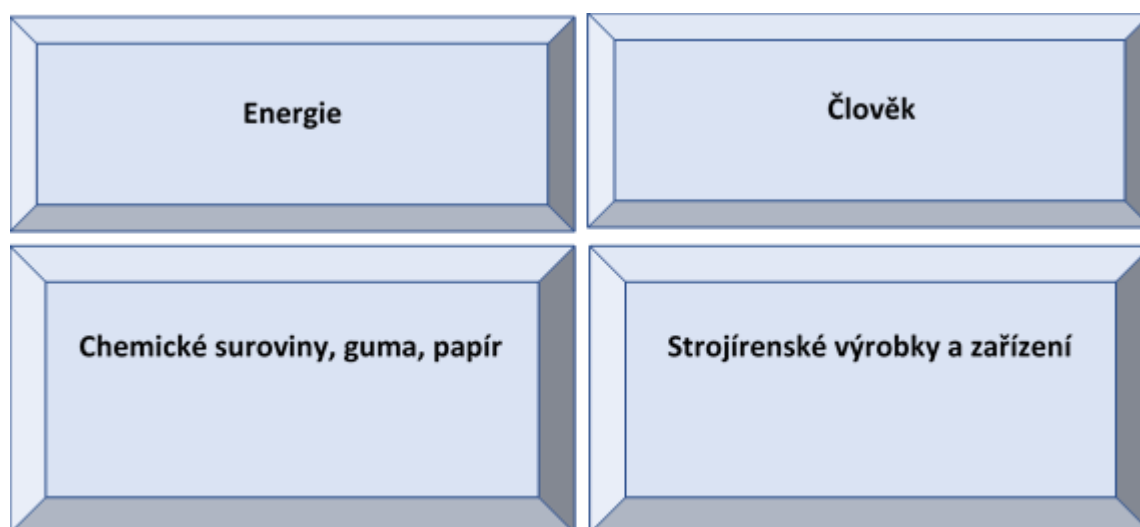 Energie
Člověk
Chemické suroviny, guma, papír
Strojírenské výrobky a zařízení